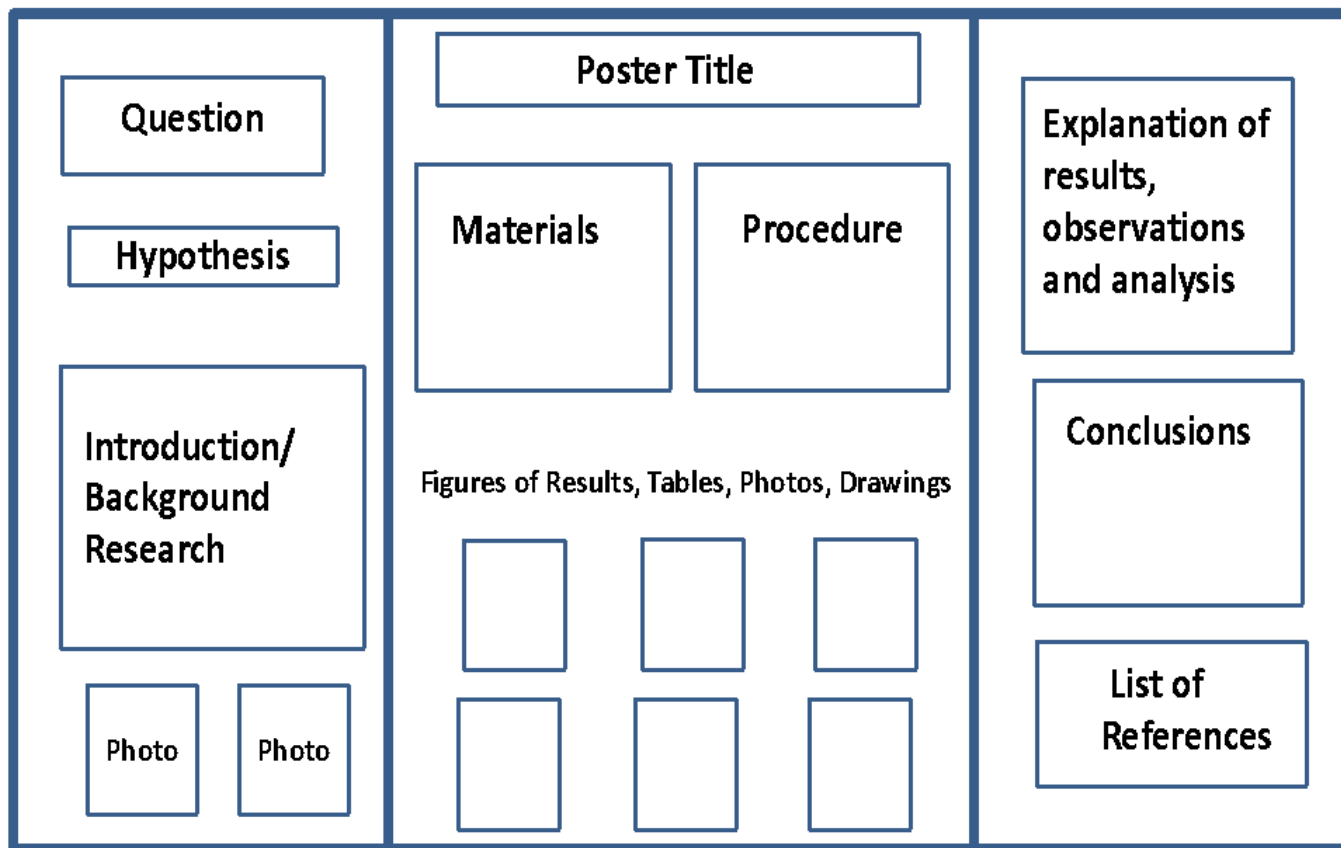 Question
Hypothesis
Introduction/
Background
Research
Photo
Photo
Poster Title
Materials
Procedure
Figures of Results, Tables, Photos, Drawings
Explanation of
results,
observations
and analysis
Conclusions
List of
References